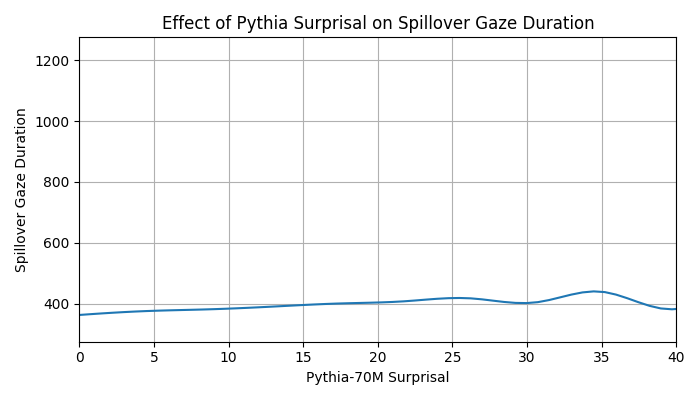 Effect of Pythia Surprisal on Spillover Gaze Duration
1200
1000
800
600
400
Spillover Gaze Duration
0 5 10 15 20 25 30 35 40
Pythia-70M Surprisal